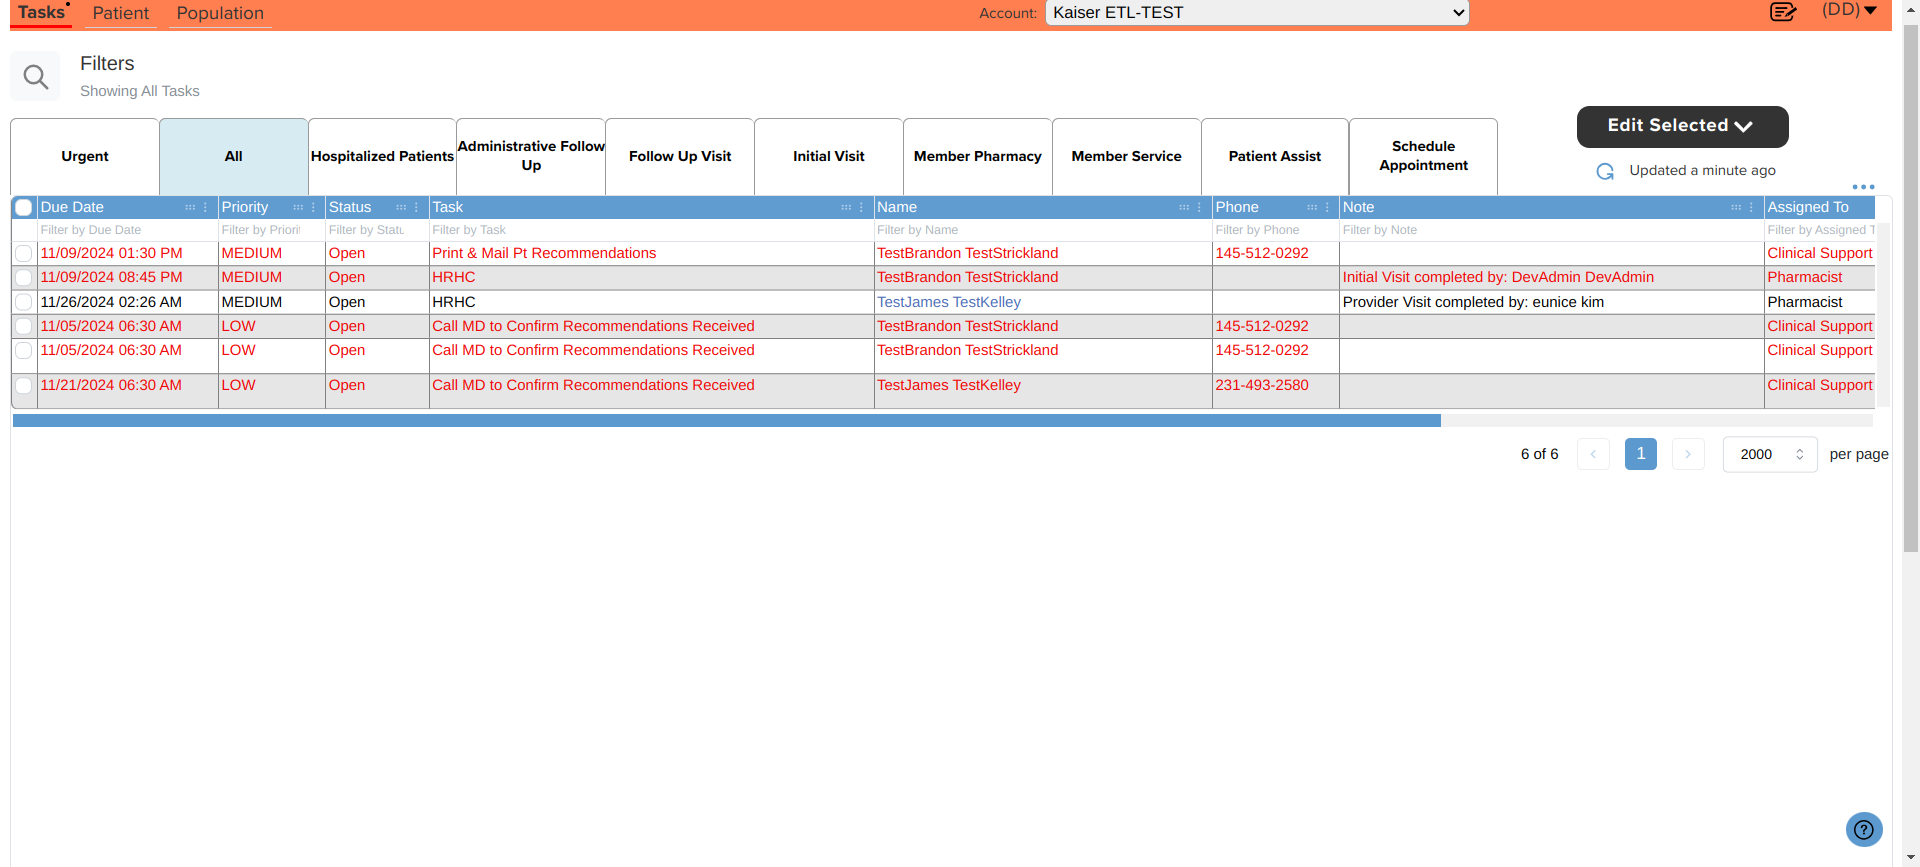 Tasks Patient Population Account: Kaiser ETL-TEST (DD)
Filters
Showing All Tasks
Edit Selected
Updated a minute ago
Urgent All Hospitalized Patients Administrative Follow Up Follow Up Visit Initial Visit Member Pharmacy Member Service Patient Assist Schedule Appointment
Due Date Priority Status Task Name Phone Note Assigned To
Filter by Due Date Filter by Priorit Filter by Statu Filter by Task Filter by Name Filter by Phone Filter by Note Filter by Assigned T
11/09/2024 01:30 PM MEDIUM Open Print & Mail Pt Recommendations TestBrandon TestStrickland 145-512-0292 Clinical Support
11/09/2024 08:45 PM MEDIUM Open HRHC TestBrandon TestStrickland Initial Visit completed by: DevAdmin DevAdmin Pharmacist
11/26/2024 02:26 AM MEDIUM Open HRHC TestJames TestKelley Provider Visit completed by: eunice kim Pharmacist
11/05/2024 06:30 AM LOW Open Call MD to Confirm Recommendations Received TestBrandon TestStrickland 145-512-0292 Clinical Support
11/05/2024 06:30 AM LOW Open Call MD to Confirm Recommendations Received TestBrandon TestStrickland 145-512-0292 Clinical Support
11/21/2024 06:30 AM LOW Open Call MD to Confirm Recommendations Received TestJames TestKelley 231-493-2580 Clinical Support
6 of 6 1 2000 per page